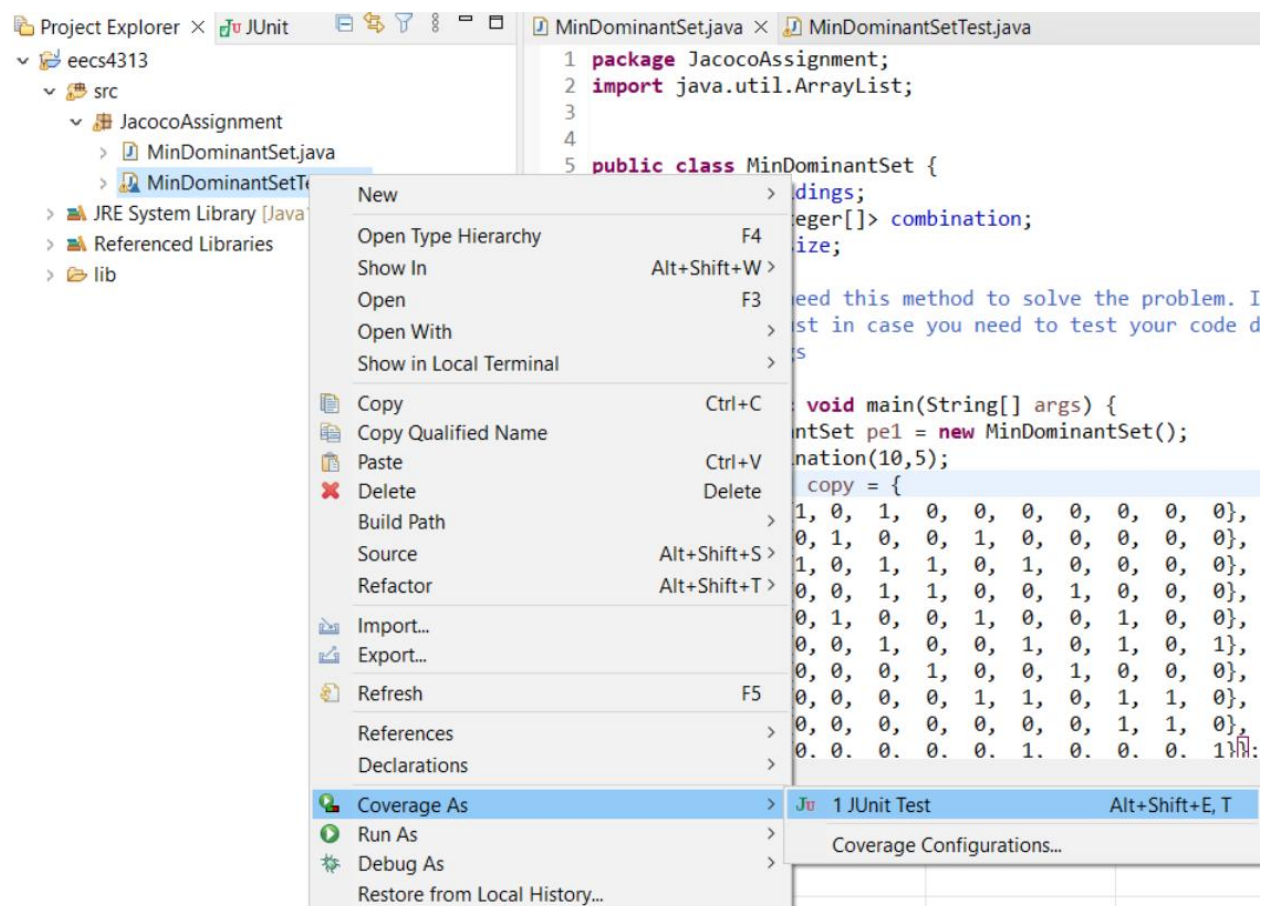 Project Explorer × JUnit
eecs4313
src
JacocoAssignment
MinDominantSet.java
MinDominantSetTe
JRE System Library [Java
Referenced Libraries
lib
MinDominantSet.java × MinDominantSetTest.java
1 package JacocoAssignment;
2 import java.util.ArrayList;
3
4
5 public class MinDominantSet {
dings;
eger[]> combination;
ize;
eed this method to solve the problem. I
st in case you need to test your code d
s
void main(String[] args) {
ntSet pe1 = new MinDominantSet();
nation(10,5);
copy = {
1, 0, 1, 0, 0, 0, 0, 0, 0, 0},
0, 1, 0, 0, 1, 0, 0, 0, 0, 0},
1, 0, 1, 1, 0, 1, 0, 0, 0, 0},
0, 0, 1, 1, 0, 0, 1, 0, 0, 0},
0, 1, 0, 0, 1, 0, 0, 1, 0, 0},
0, 0, 1, 0, 0, 1, 0, 1, 0, 1},
0, 0, 0, 1, 0, 0, 1, 0, 0, 0},
0, 0, 0, 0, 1, 1, 0, 1, 1, 0},
0, 0, 0, 0, 0, 0, 0, 1, 1, 0},
0, 0, 0, 0, 0, 1, 0, 0, 0, 1}};
New
Open Type Hierarchy F4
Show In Alt+Shift+W
Open F3
Open With
Show in Local Terminal
Copy Ctrl+C
Copy Qualified Name
Paste Ctrl+V
Delete Delete
Build Path
Source Alt+Shift+S
Refactor Alt+Shift+T
Import...
Export...
Refresh F5
References
Declarations
Coverage As
Run As
Debug As
Restore from Local History...
Ju 1 JUnit Test Alt+Shift+E, T
Coverage Configurations...